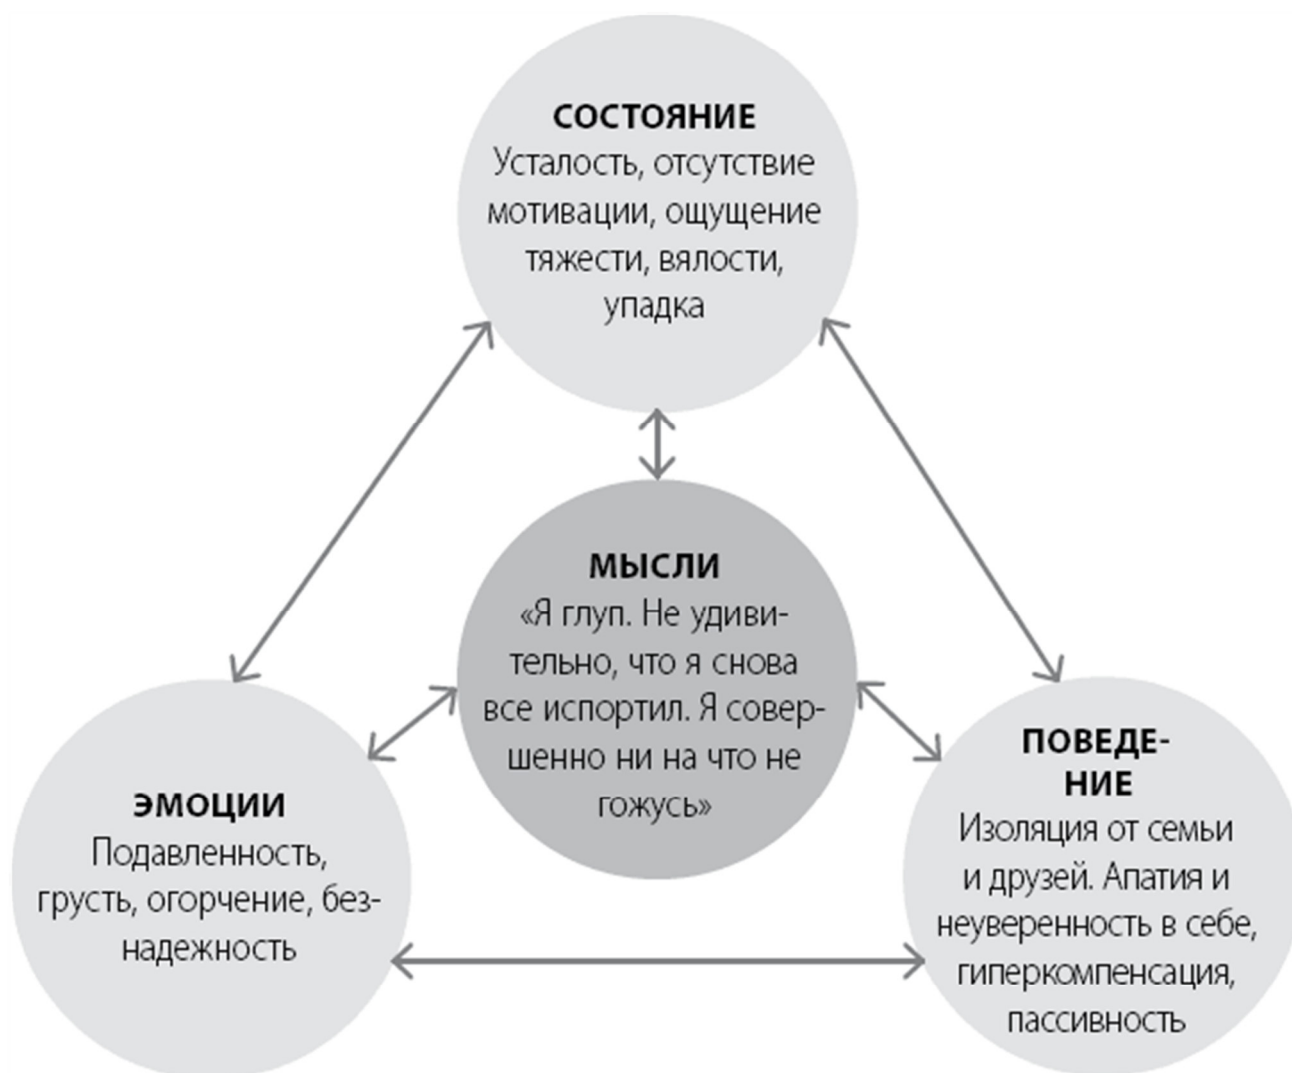 СОСТОЯНИЕ
Усталость, отсутствие
мотивации, ощущение
тяжести, вялости,
упадка
МЫСЛИ
«Я глуп. Не удиви-
тельно, что я снова
все испортил. Я совер-
шенно ни на что не
гожусь»
ЭМОЦИИ
Подавленность,
грусть, огорчение, без-
надежность
ПОВЕДЕ-
НИЕ
Изоляция от семьи
и друзей. Апатия и
неуверенность в себе,
гиперкомпенсация,
пассивность